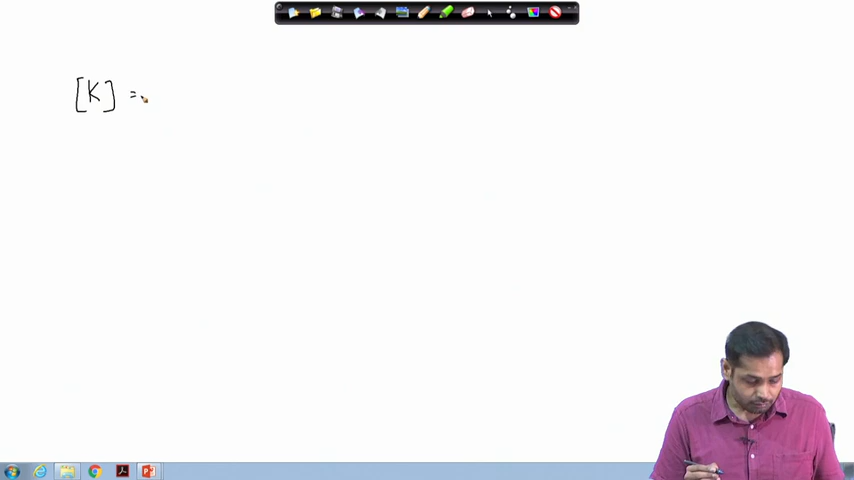 [K] =